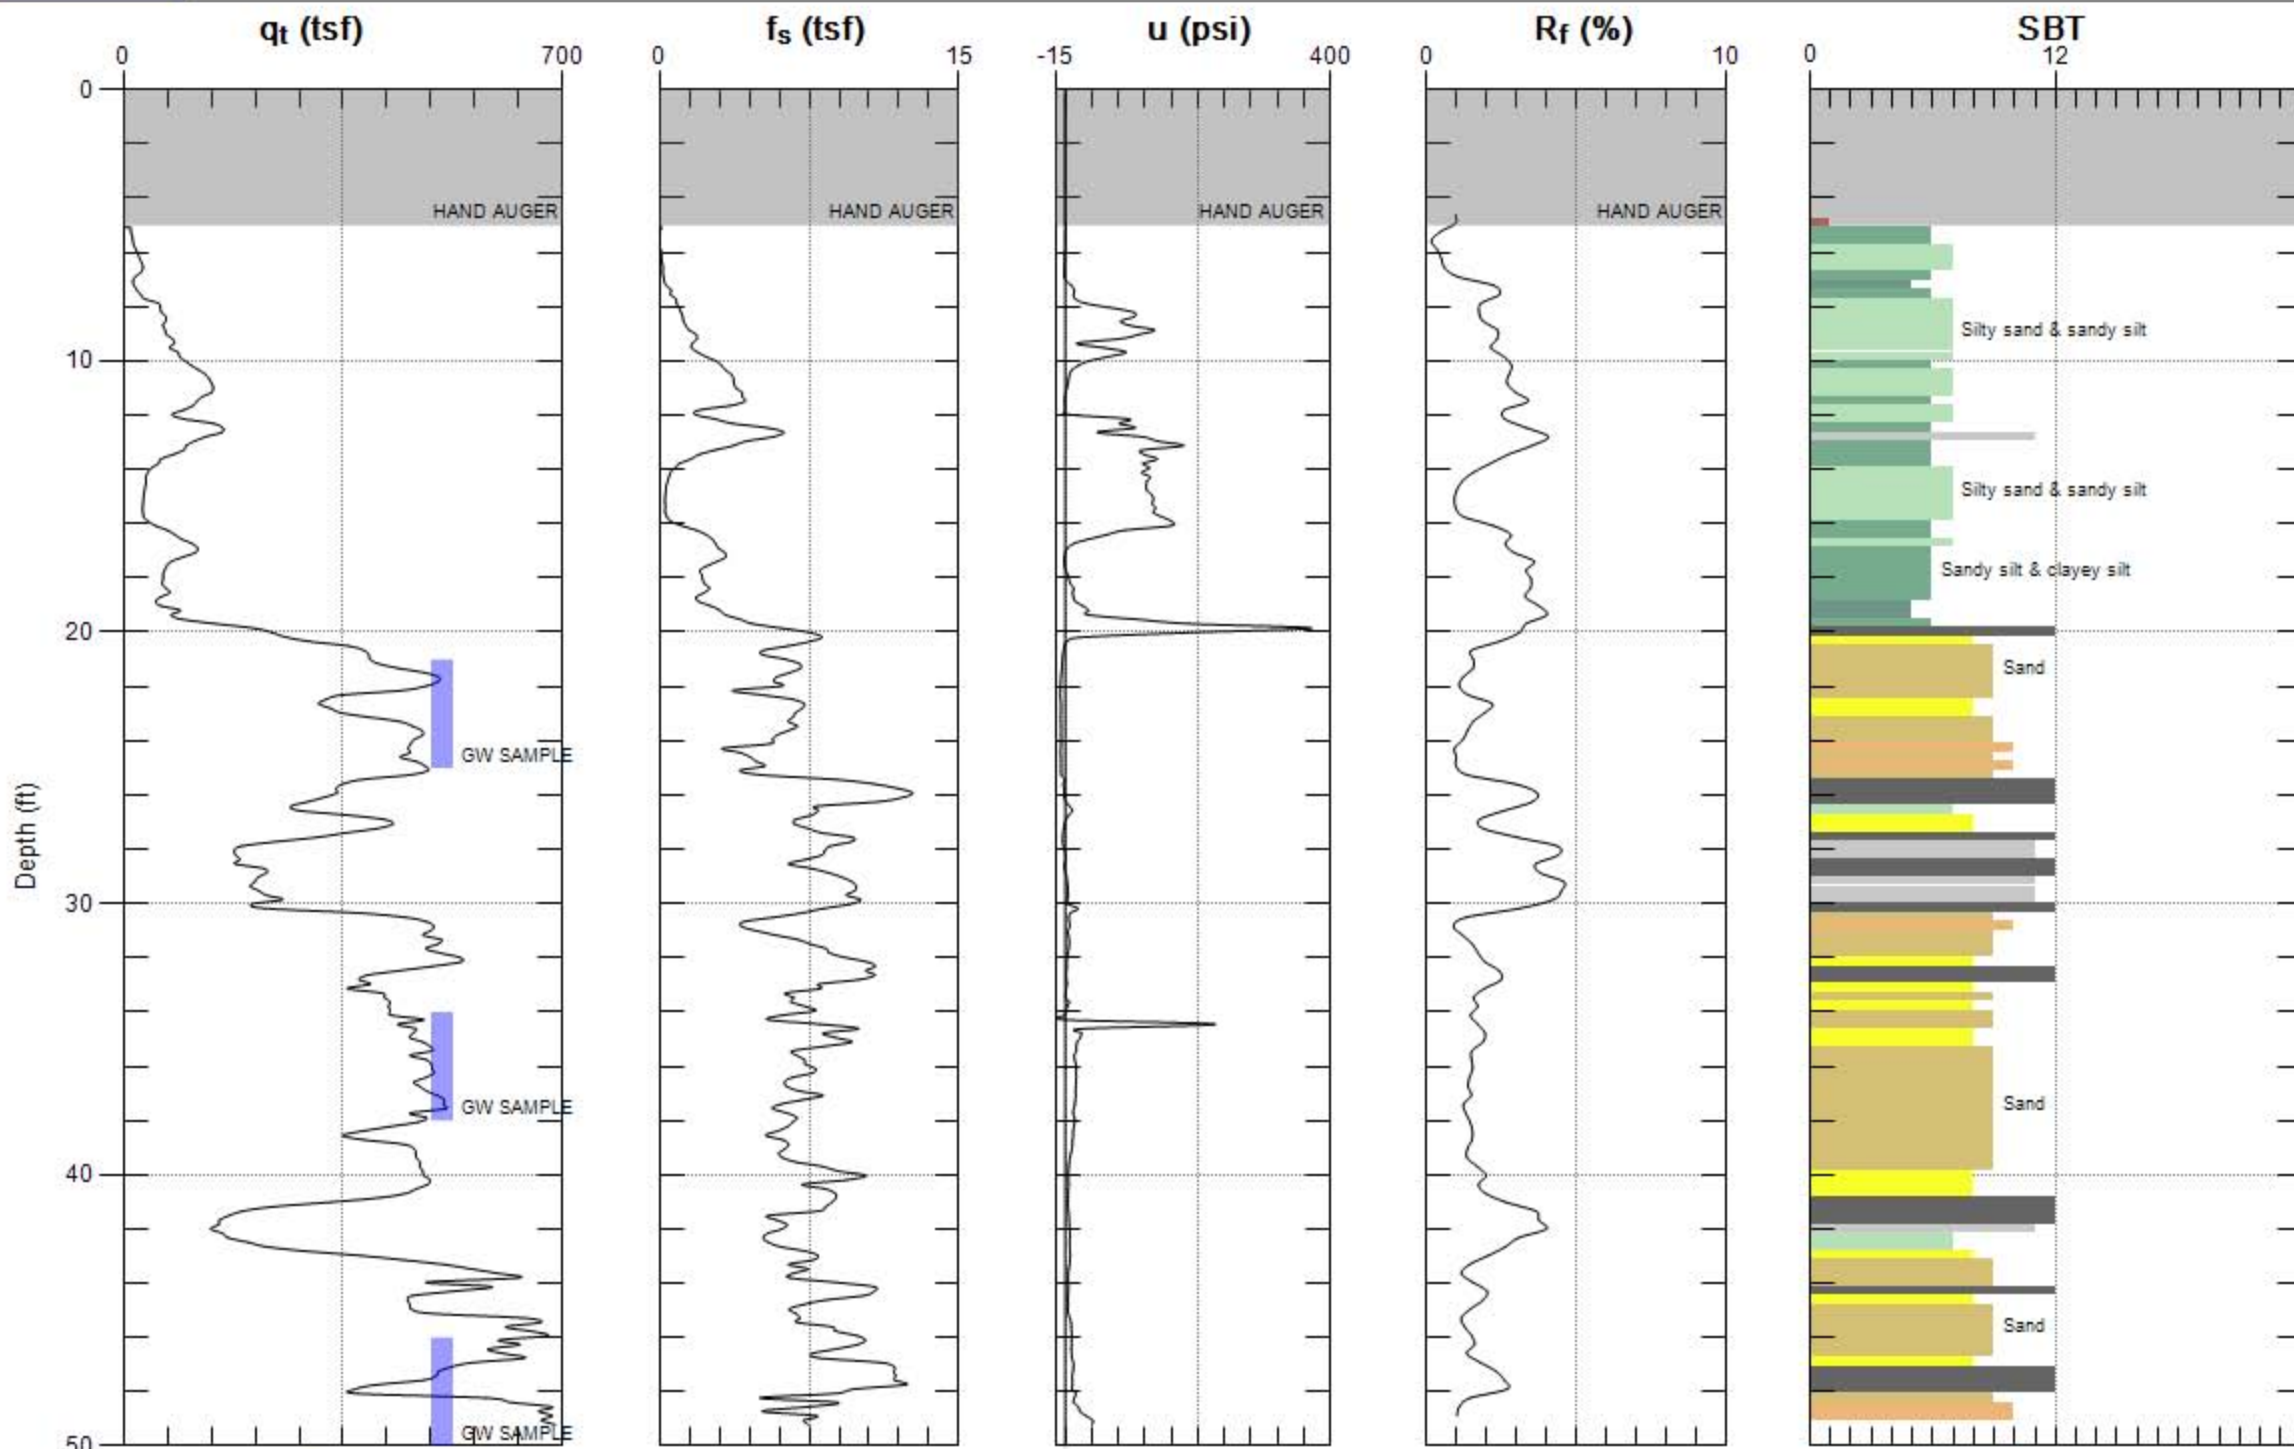 qt (tsf) fs (tsf) u (psi) Rf (%) SBT
0 700 0 15 -15 400 0 10 0 12
0
HAND AUGER HAND AUGER HAND AUGER HAND AUGER
Silty sand & sandy silt
10
Silty sand & sandy silt
Sandy silt & clayey silt
20
Sand
GW SAMPLE
Depth (ft)
30
Sand
GW SAMPLE
40
Sand
GW SAMPLE
50